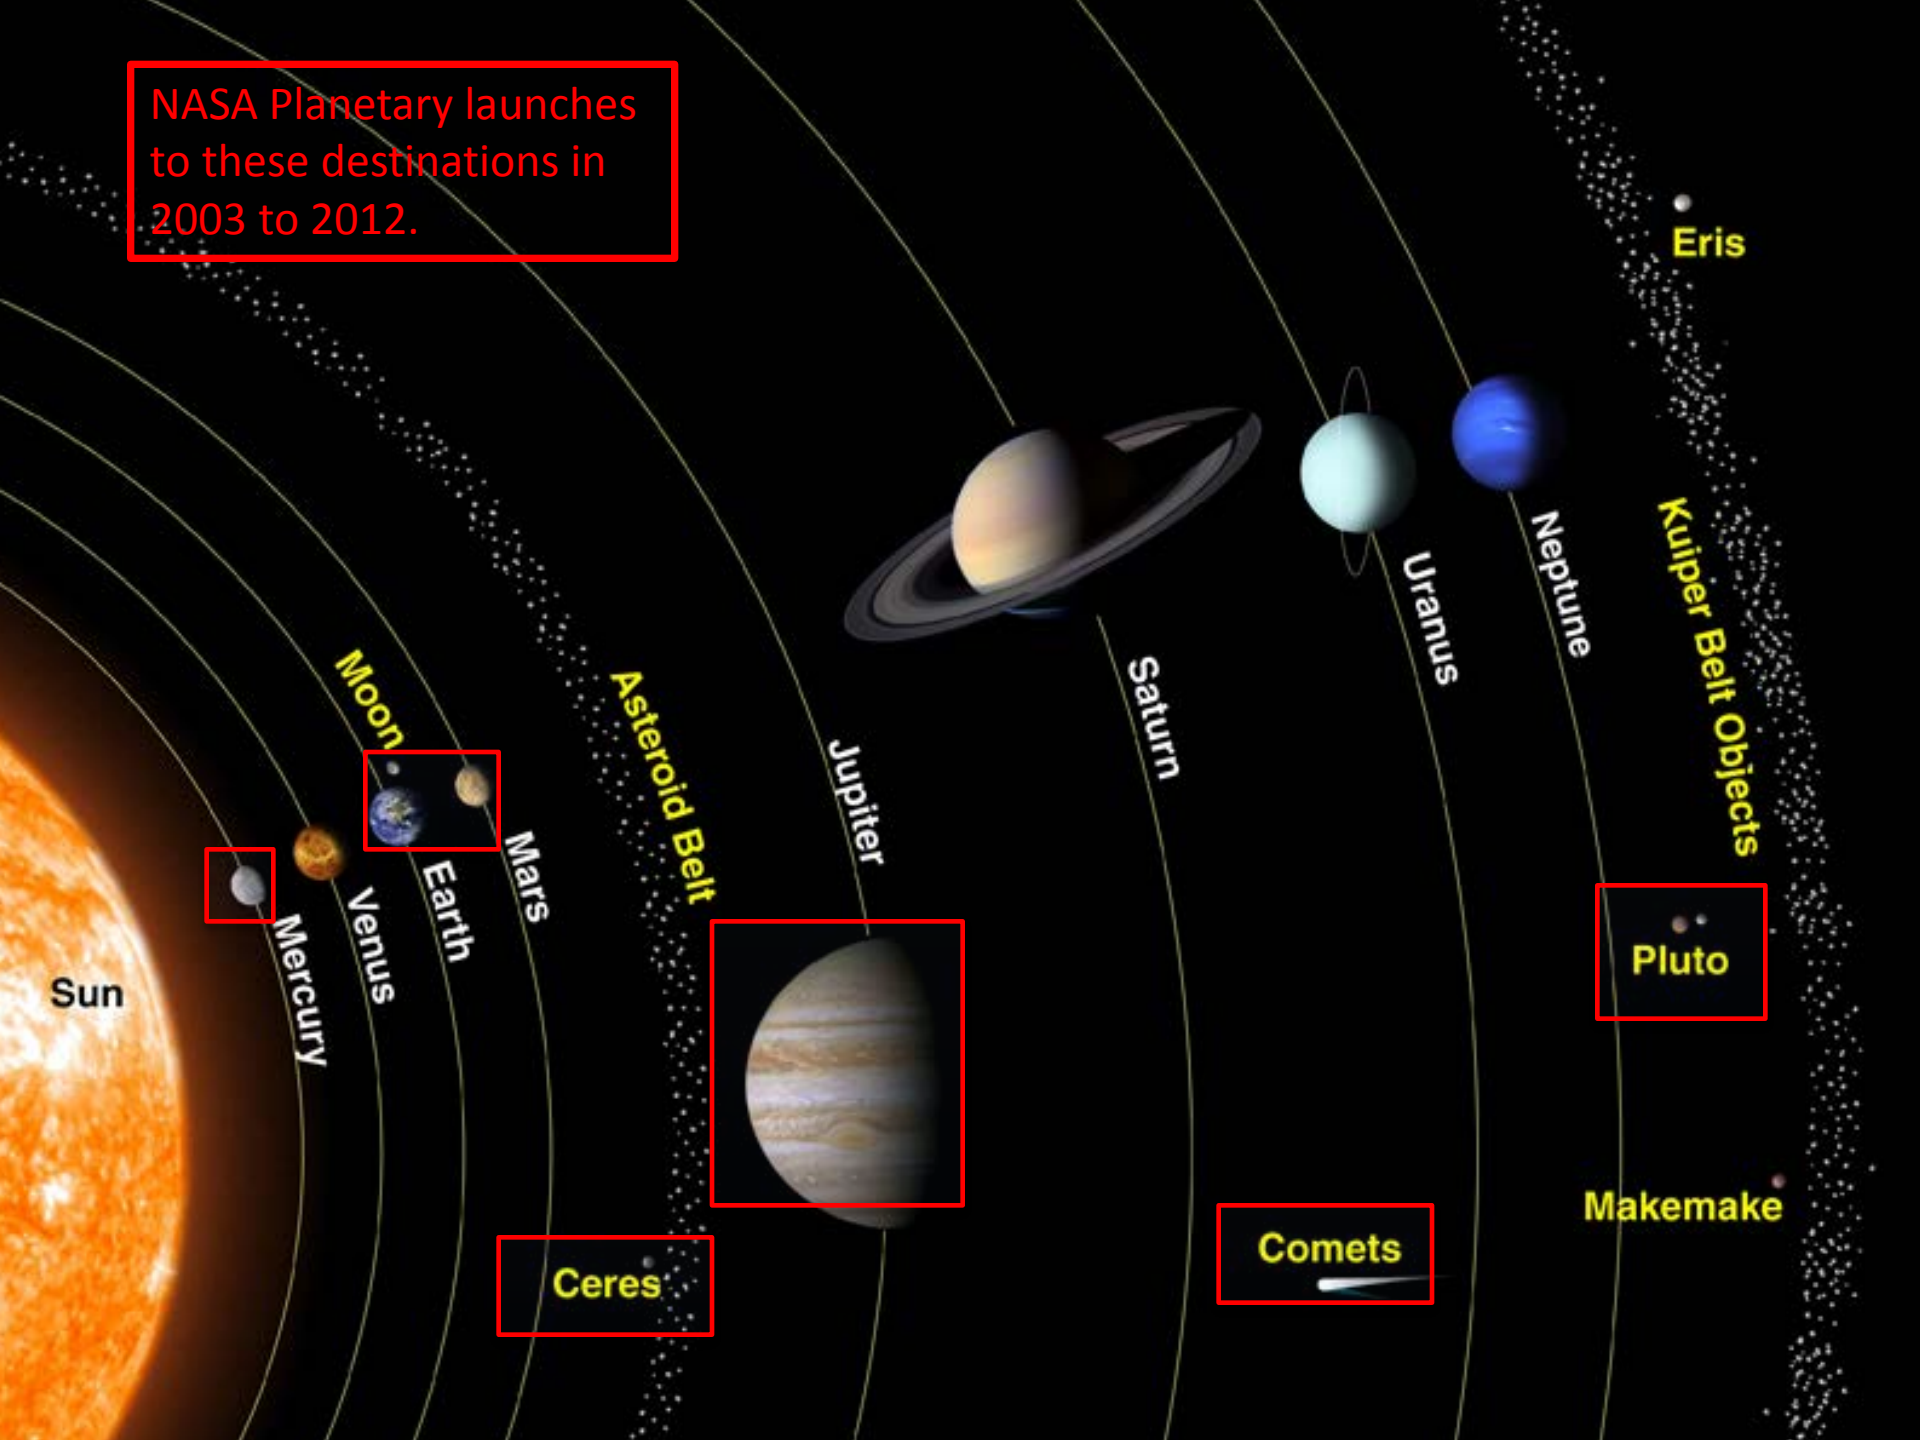 NASA Planetary launches
to these destinations in
2003 to 2012.
Eris
Kuiper Belt Objects
Neptune
Uranus
Saturn
Jupiter
Asteroid Belt
Moon
Mars
Earth
Venus
Mercury
Sun
Pluto
Makemake
Comets
Ceres